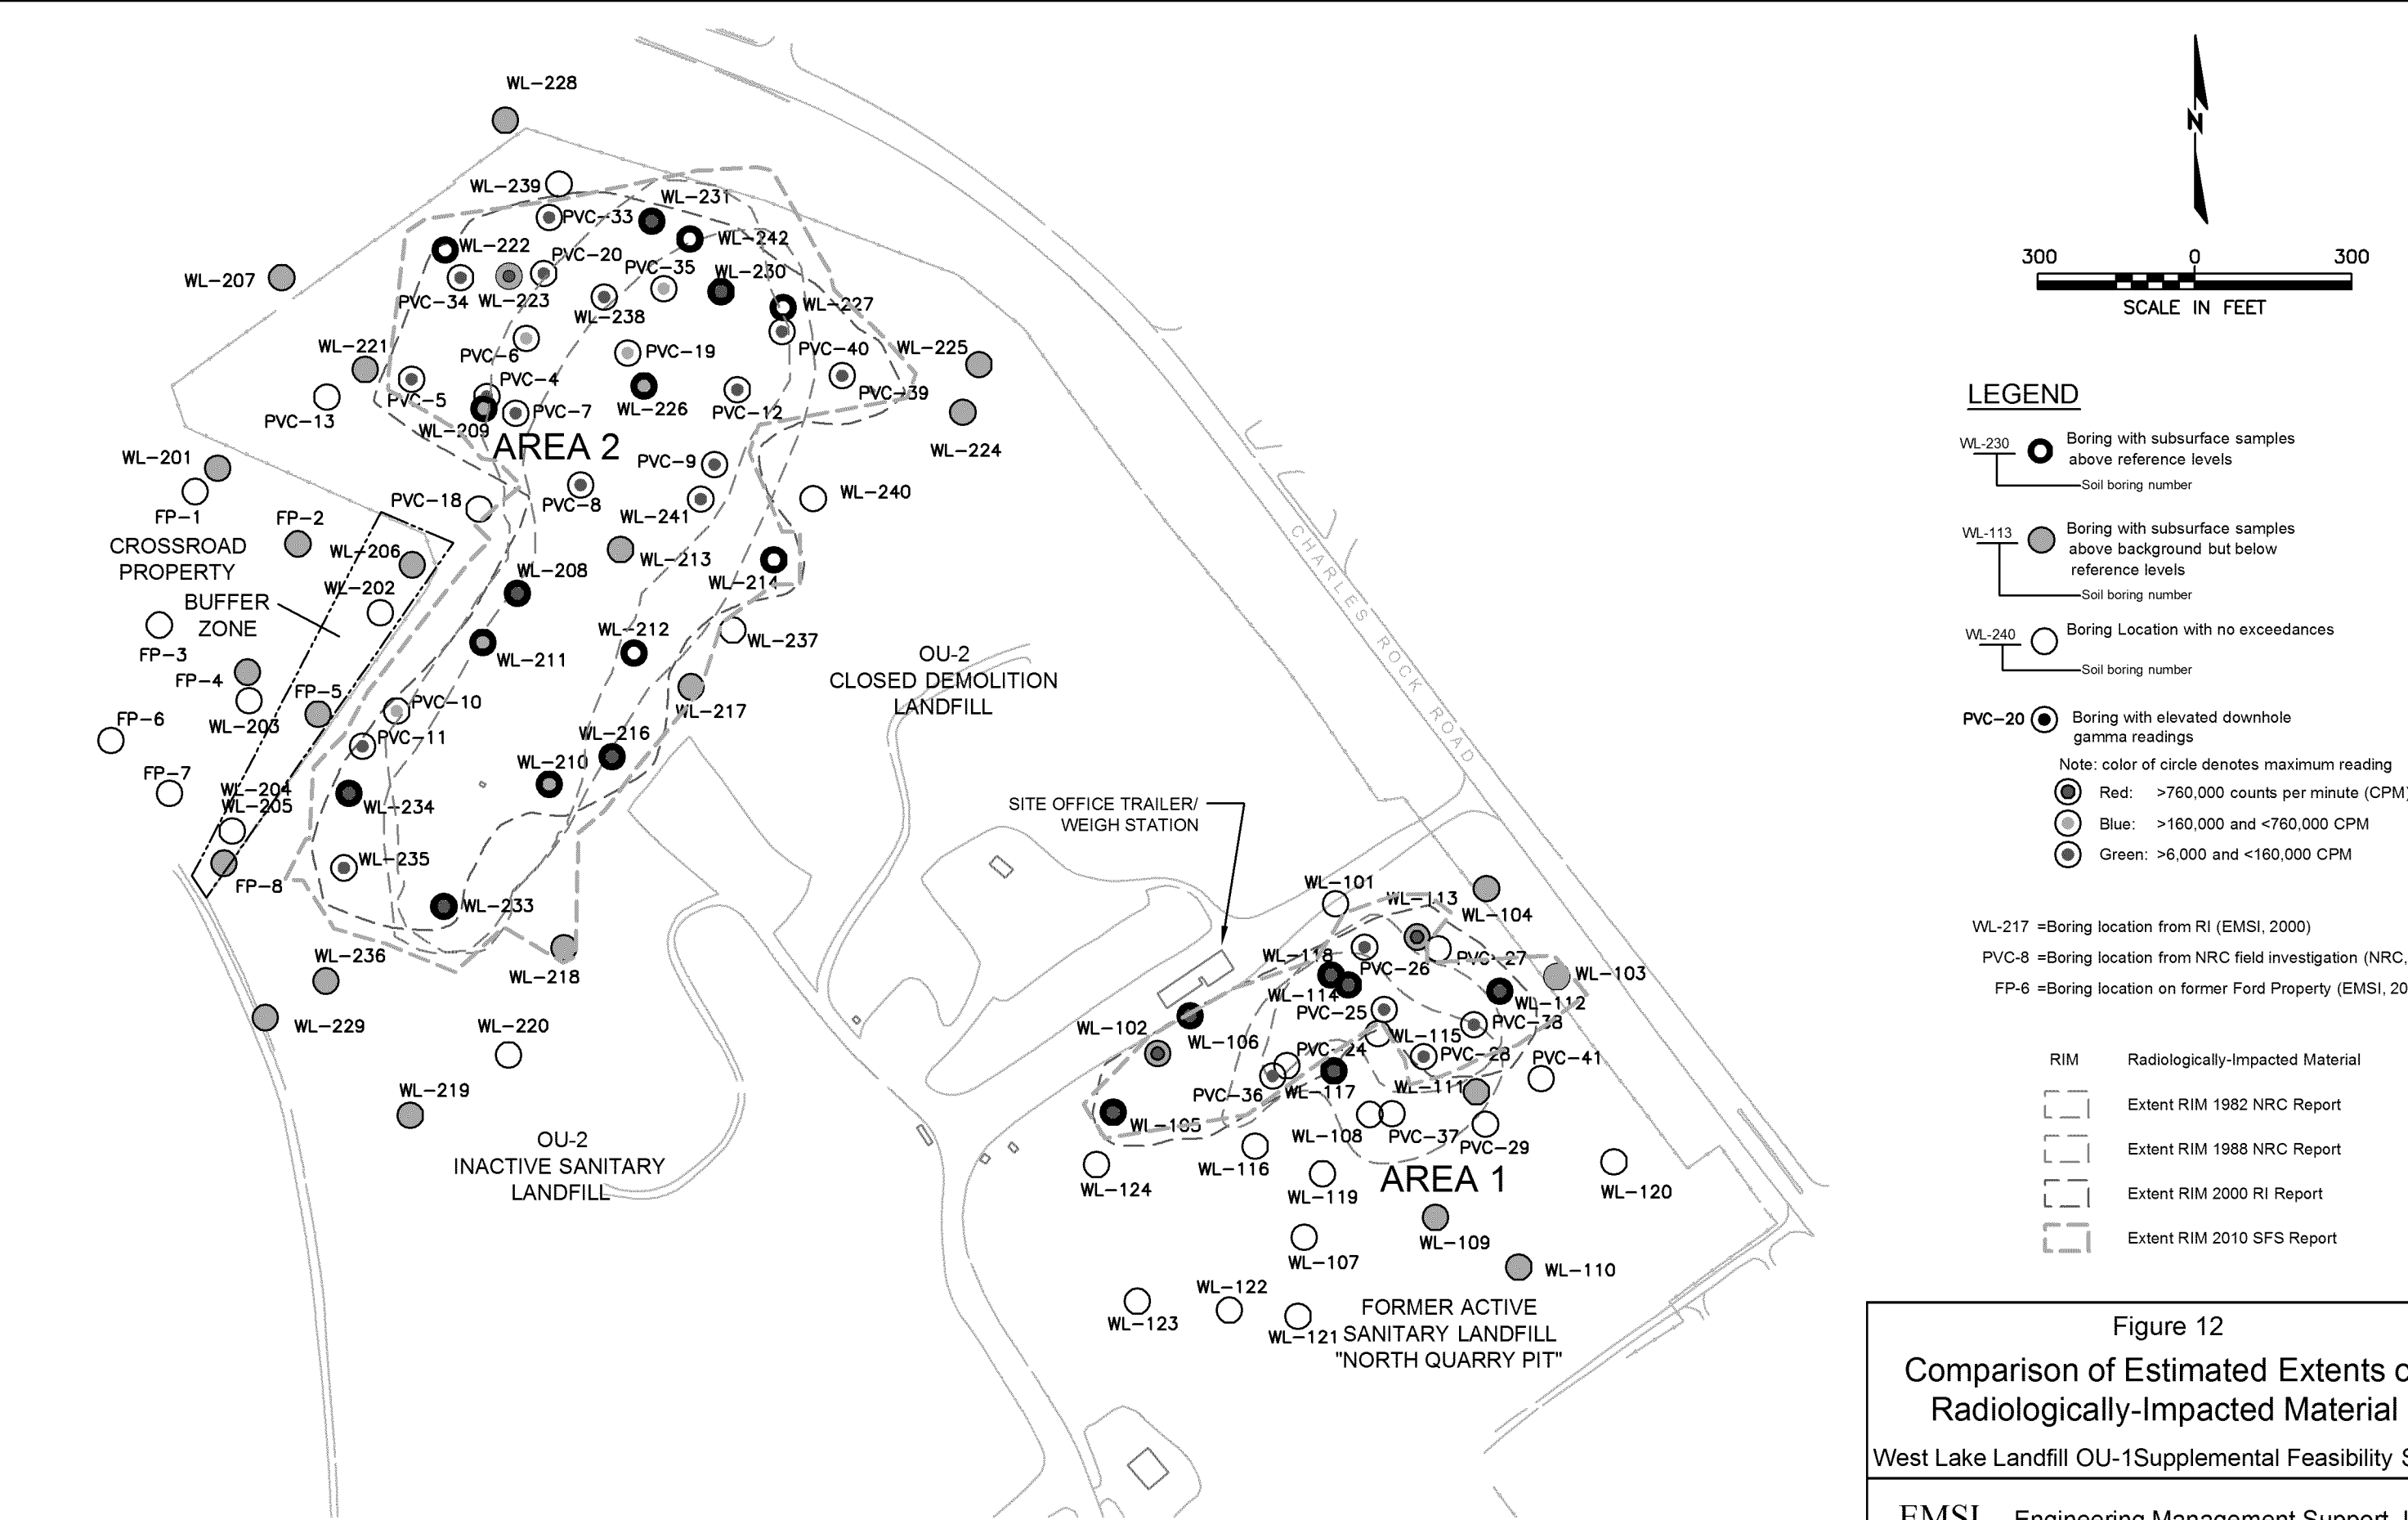 WL-228
WL-239
WL-231
PVC-33
WL-222
WL-242
PVC-20
PVC-35
WL-230
WL-207
PVC-34
WL-223
WL-227
WL-238
WL-221
PVC-6
PVC-19
PVC-40
WL-225
PVC-4
PVC-5
PVC-39
PVC-13
PVC-7
WL-226
PVC-12
WL-209
AREA 2
WL-224
WL-201
PVC-9
PVC-18
PVC-8
WL-240
FP-1
FP-2
WL-241
CROSSROAD
PROPERTY
WL-206
WL-213
WL-208
WL-214
WL-202
BUFFER
ZONE
WL-212
WL-237
FP-3
WL-211
OU-2
CLOSED DEMOLITION
LANDFILL
FP-4
FP-5
PVC-10
WL-217
FP-6
WL-203
PVC-11
WL-216
FP-7
WL-210
WL-204
WL-205
WL-234
SITE OFFICE TRAILER/
WEIGH STATION
CHARLES ROCK ROAD
WL-235
FP-8
WL-233
WL-101
WL-113
WL-104
WL-236
WL-218
WL-118
PVC-26
PVC-27
WL-103
WL-114
WL-112
WL-229
WL-220
WL-102
WL-106
PVC-25
PVC-38
WL-115
PVC-24
PVC-28
PVC-41
WL-219
PVC-36
WL-117
WL-111
WL-105
WL-108
PVC-37
PVC-29
OU-2
INACTIVE SANITARY
LANDFILL
WL-116
WL-124
WL-119
AREA 1
WL-120
WL-109
WL-107
WL-110
WL-122
WL-123
WL-121
FORMER ACTIVE
SANITARY LANDFILL
"NORTH QUARRY PIT"
N
300 0 300
SCALE IN FEET
LEGEND
WL-230
Boring with subsurface samples
above reference levels
Soil boring number
WL-113
Boring with subsurface samples
above background but below
reference levels
Soil boring number
WL-240
Boring Location with no exceedances
Soil boring number
PVC-20
Boring with elevated downhole
gamma readings
Note: color of circle denotes maximum reading
Red: >760,000 counts per minute (CPM)
Blue: >160,000 and <760,000 CPM
Green: >6,000 and <160,000 CPM
WL-217 =Boring location from RI (EMSI, 2000)
PVC-8 =Boring location from NRC field investigation (NRC,
FP-6 =Boring location on former Ford Property (EMSI, 20
RIM Radiologically-Impacted Material
Extent RIM 1982 NRC Report
Extent RIM 1988 NRC Report
Extent RIM 2000 RI Report
Extent RIM 2010 SFS Report
Figure 12
Comparison of Estimated Extents
Radiologically-Impacted Material
West Lake Landfill OU-1Supplemental Feasibility
EMSI Engineering Management Support,